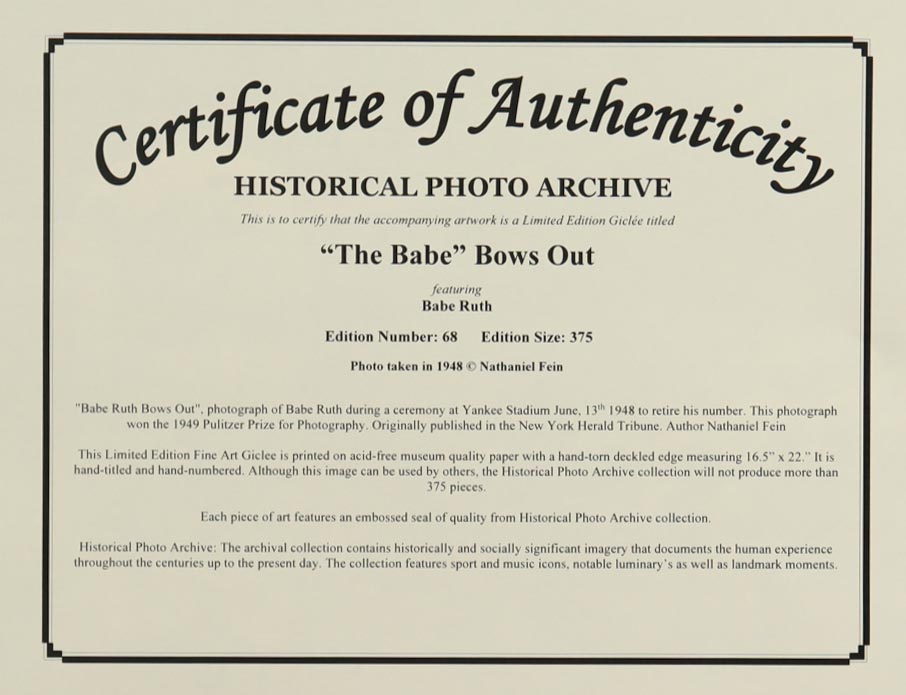 Certificate of Authenticity
HISTORICAL PHOTO ARCHIVE
This is to certify that the accompanying artwork is a Limited Edition Giclée titled
“The Babe” Bows Out
featuring
Babe Ruth
Edition Number: 68 Edition Size: 375
Photo taken in 1948 © Nathaniel Fein
"Babe Ruth Bows Out", photograph of Babe Ruth during a ceremony at Yankee Stadium June, 13th 1948 to retire his number. This photograph
won the 1949 Pulitzer Prize for Photography. Originally published in the New York Herald Tribune. Author Nathaniel Fein
This Limited Edition Fine Art Giclee is printed on acid-free museum quality paper with a hand-torn deckled edge measuring 16.5" x 22." It is
hand-titled and hand-numbered. Although this image can be used by others, the Historical Photo Archive collection will not produce more than
375 pieces.
Each piece of art features an embossed seal of quality from Historical Photo Archive collection.
Historical Photo Archive: The archival collection contains historically and socially significant imagery that documents the human experience
throughout the centuries up to the present day. The collection features sport and music icons, notable luminary's as well as landmark moments.